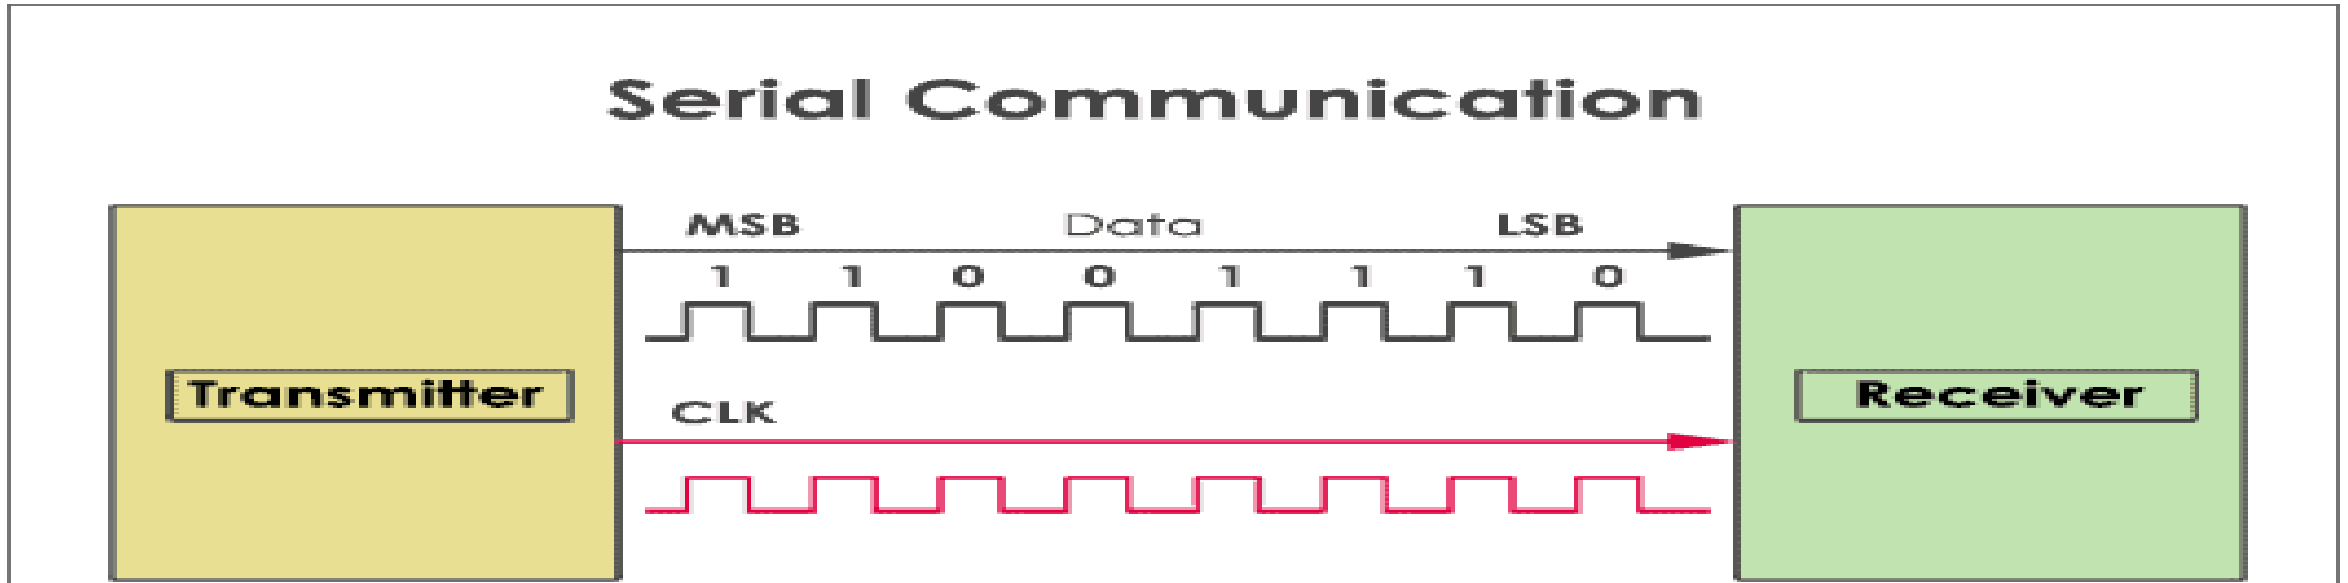 Serial Communication
MSB Data LSB
1 1 0 0 1 1 1 0
Transmitter
CLK
Receiver